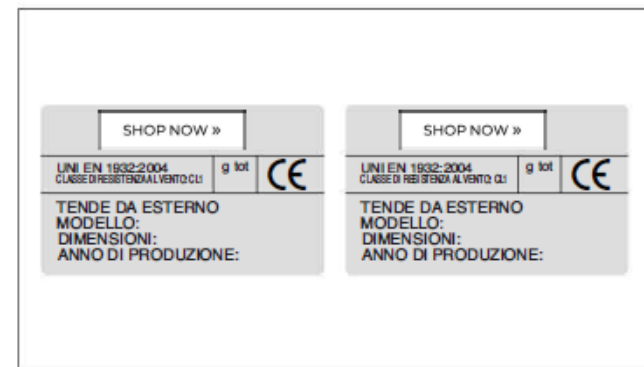 SHOP NOW »
UNI EN 1932:2004
CLASSE DI RESISTENZA AL VENTO: CL1
g tot
CE
TENDE DA ESTERNO
MODELLO:
DIMENSIONI:
ANNO DI PRODUZIONE:
SHOP NOW »
UNI EN 1932:2004
CLASSE DI RESISTENZA AL VENTO: CL1
g tot
CE
TENDE DA ESTERNO
MODELLO:
DIMENSIONI:
ANNO DI PRODUZIONE: